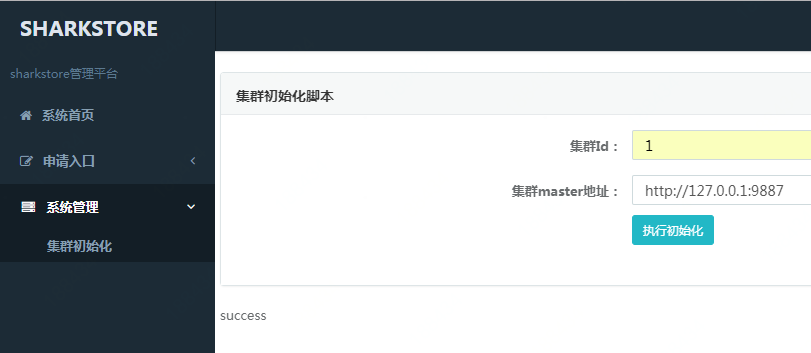 SHARKSTORE
sharkstore管理平台
系统首页
申请入口
系统管理
集群初始化
集群初始化脚本
集群Id： 1
集群master地址： http://127.0.0.1:9887
执行初始化
success